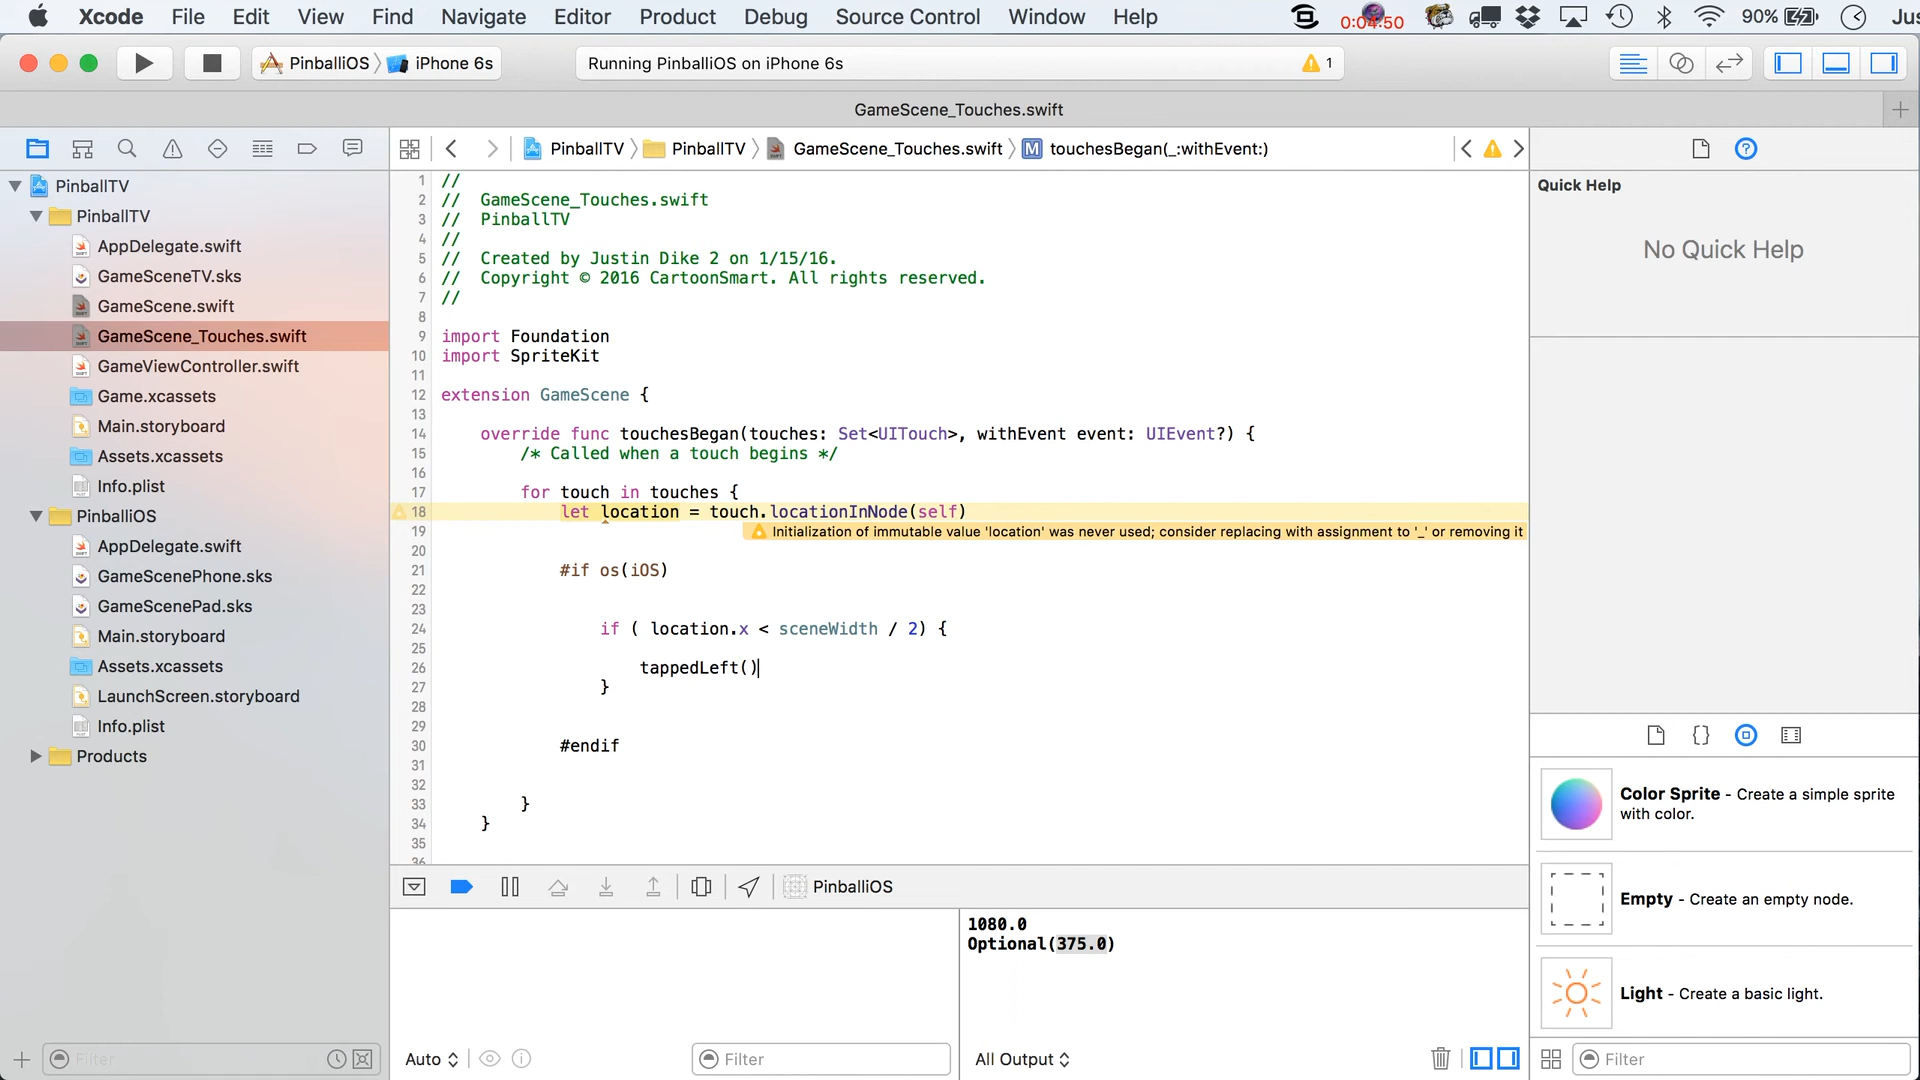 Xcode File Edit View Find Navigate Editor Product Debug Source Control Window Help 0:04:50 90% Jus
PinballiOS iPhone 6s Running PinballiOS on iPhone 6s 1
GameScene_Touches.swift
PinballTV PinballTV GameScene_Touches.swift M touchesBegan(_:withEvent:)
PinballTV
PinballTV
AppDelegate.swift
GameSceneTV.sks
GameScene.swift
GameScene_Touches.swift
GameViewController.swift
Game.xcassets
Main.storyboard
Assets.xcassets
Info.plist
PinballiOS
AppDelegate.swift
GameScenePhone.sks
GameScenePad.sks
Main.storyboard
Assets.xcassets
LaunchScreen.storyboard
Info.plist
Products
Filter
1 //
2 // GameScene_Touches.swift
3 // PinballTV
4 //
5 // Created by Justin Dike 2 on 1/15/16.
6 // Copyright © 2016 CartoonSmart. All rights reserved.
7 //
8
9 import Foundation
10 import SpriteKit
11
12 extension GameScene {
13
14 override func touchesBegan(touches: Set<UITouch>, withEvent event: UIEvent?) {
15 /* Called when a touch begins */
16
17 for touch in touches {
18 let location = touch.locationInNode(self)
19 Initialization of immutable value 'location' was never used; consider replacing with assignment to '_' or removing it
20
21 #if os(iOS)
22
23
24 if ( location.x < sceneWidth / 2) {
25
26 tappedLeft()
27 }
28
29
30 #endif
31
32
33 }
34 }
35
36
PinballiOS
1080.0
Optional(375.0)
Auto Filter All Output
Quick Help
No Quick Help
{}
Color Sprite - Create a simple sprite
with color.
Empty - Create an empty node.
Light - Create a basic light.
Filter